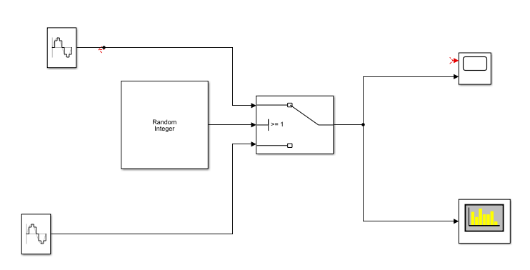 Random
Integer
>= 1